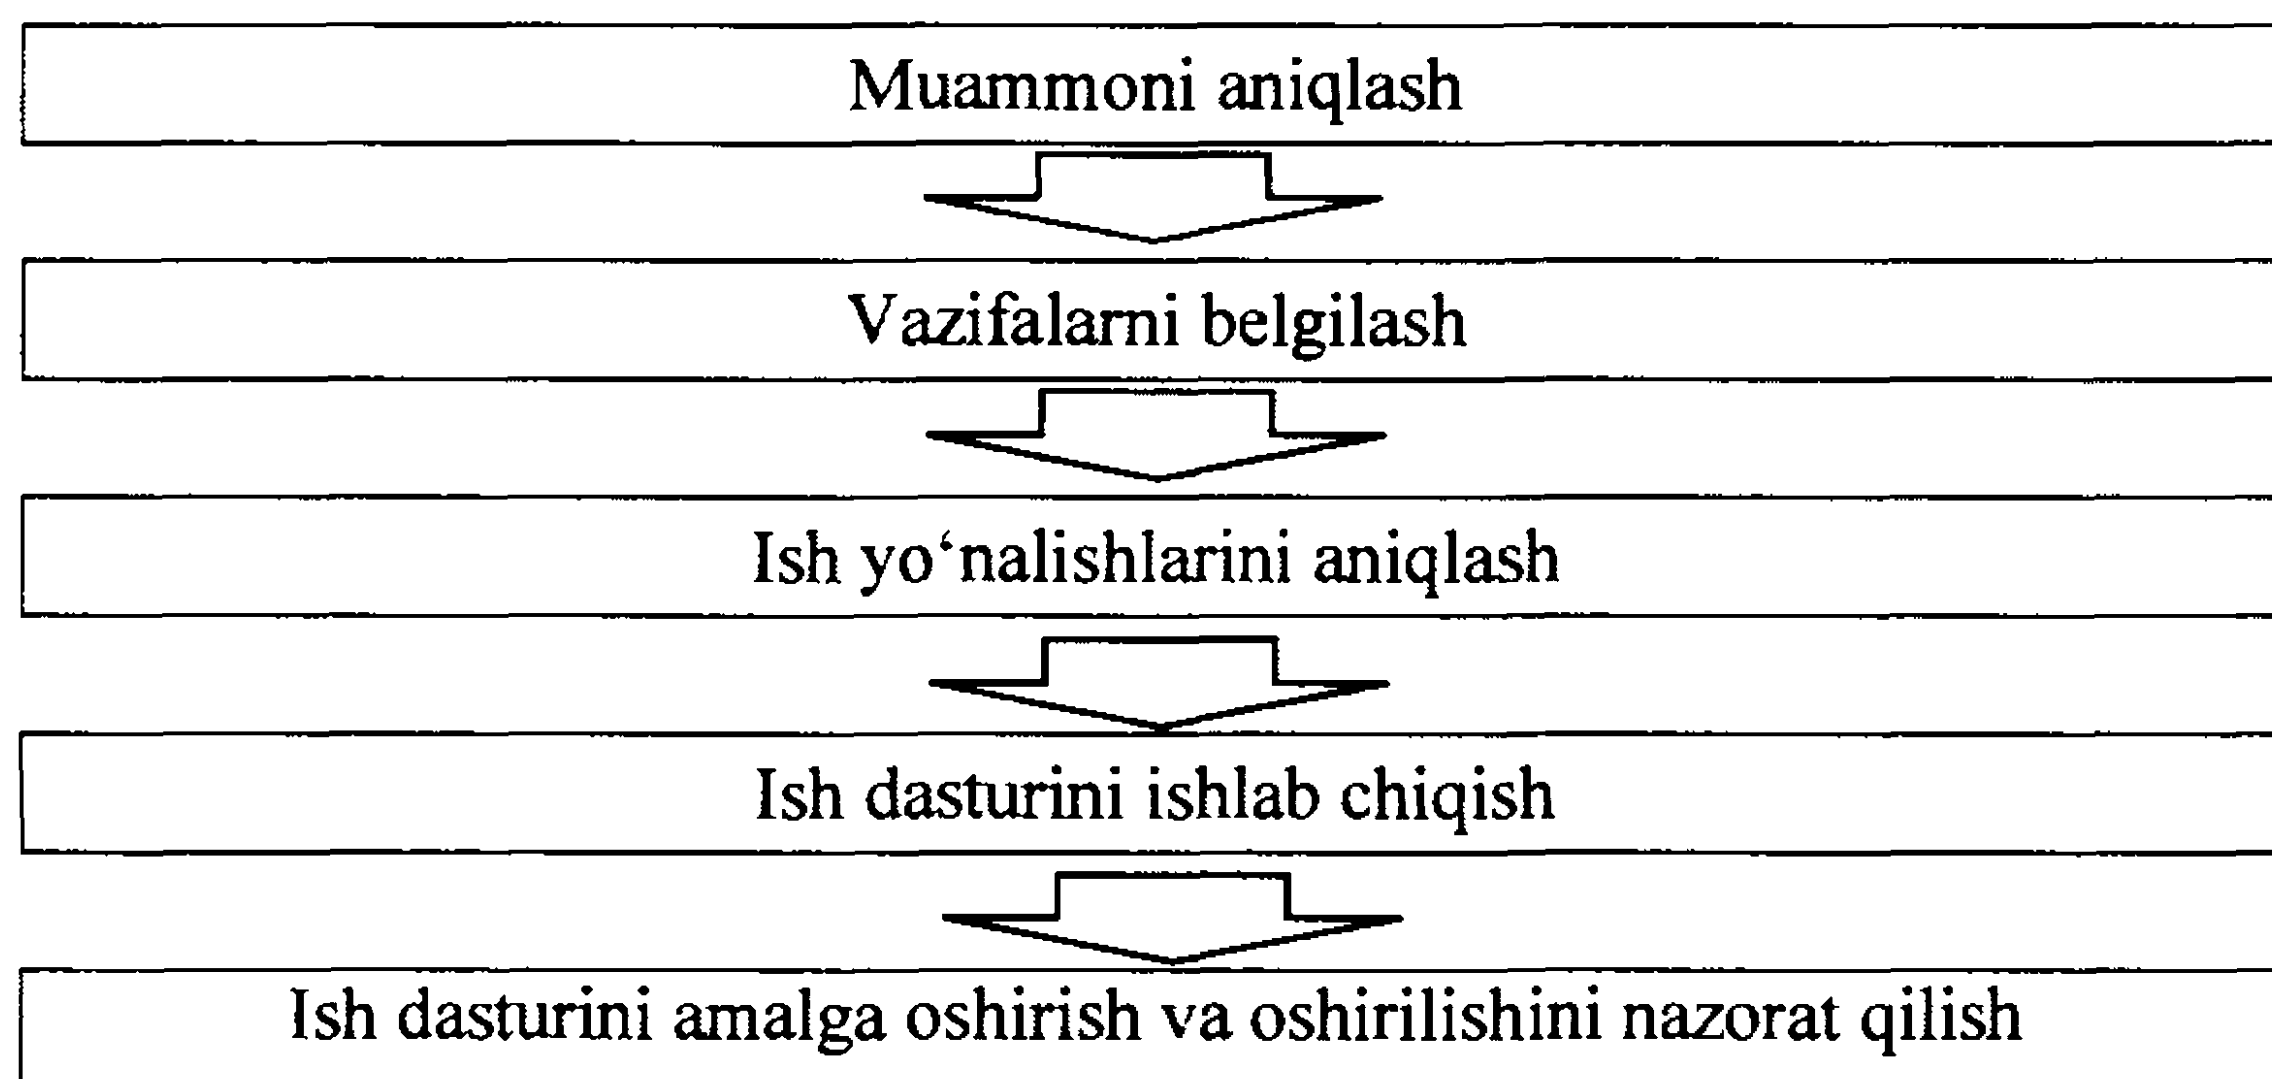 Muammoni aniqlash
Vazifalarni belgilash
Ish yo‘nalishlarini aniqlash
Ish dasturini ishlab chiqish
Ish dasturini amalga oshirish va oshirilishini nazorat qilish